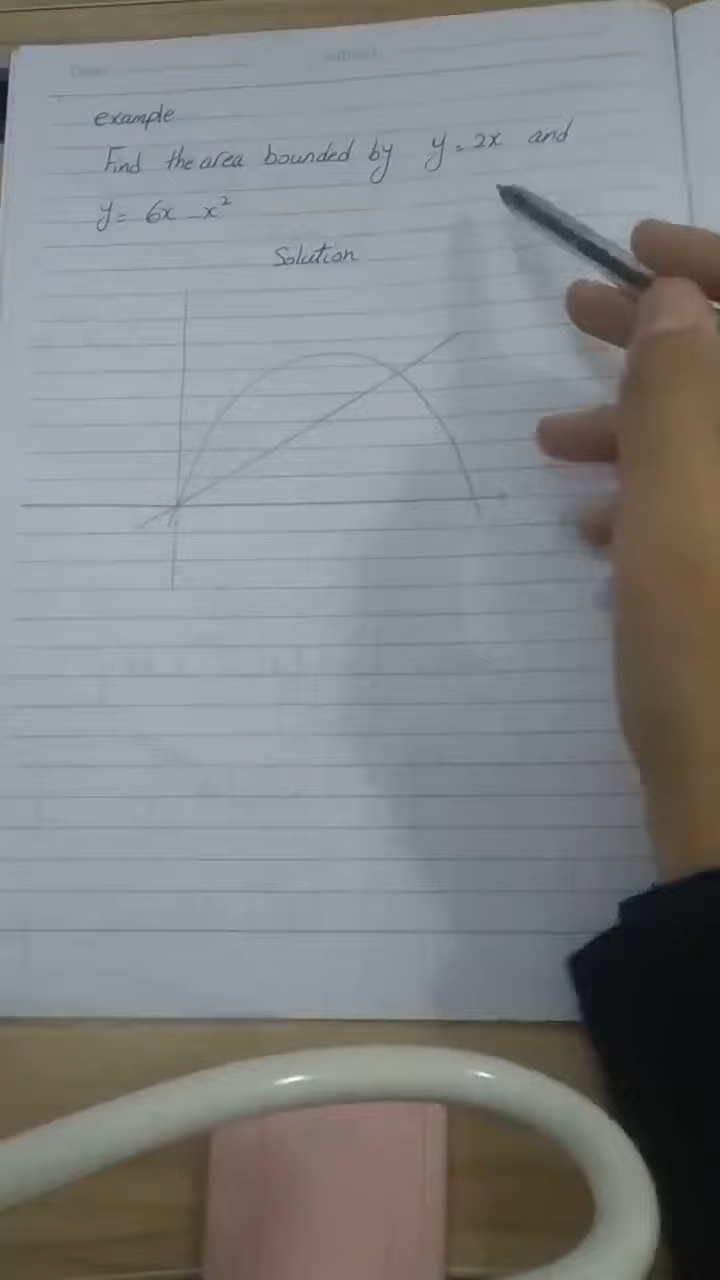 example
Find the area bounded by y = 2x and
y = 6x - x²
Solution